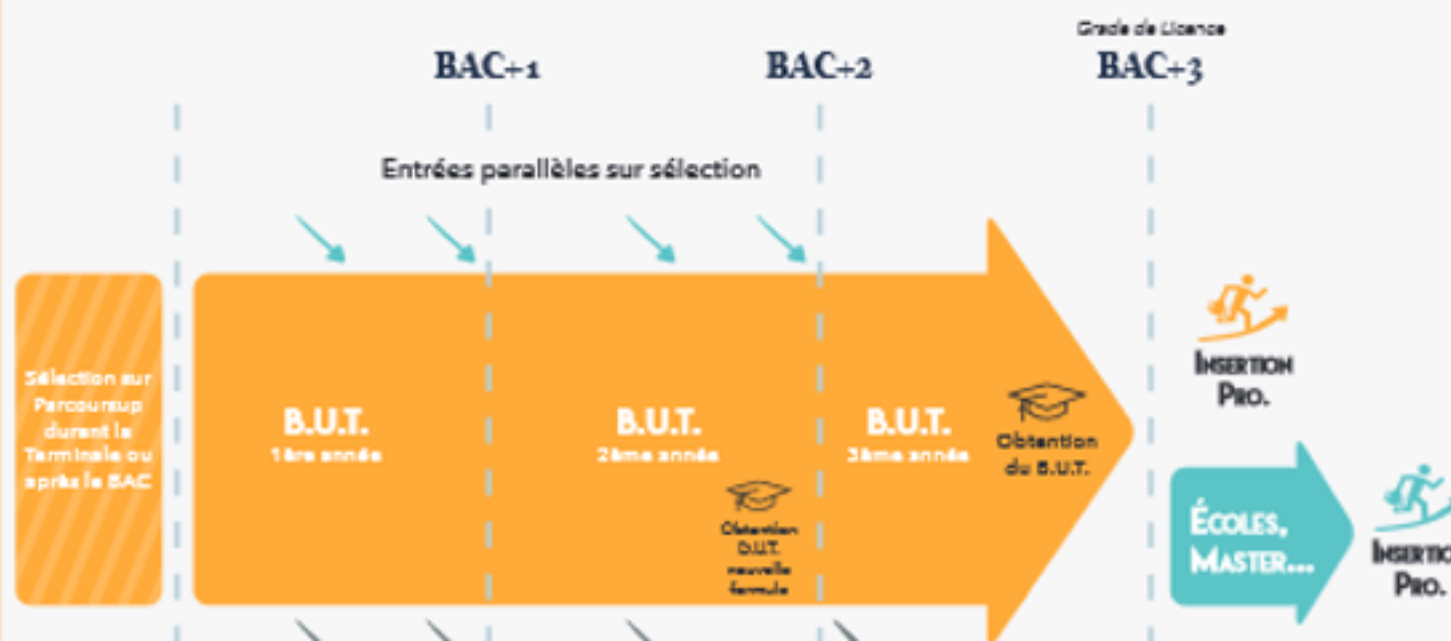 Grade de Licence
BAC+1
BAC+2
BAC+3
Entrées parallèles sur sélection
Sélection sur
Parcoursup
durant la
Terminale ou
après le BAC
B.U.T.
1ère année
B.U.T.
2ème année
Obtention
D.U.T.
nouvelle
formule
B.U.T.
3ème année
Obtention
du B.U.T.
INSERTION
PRO.
ÉCOLES,
MASTER...
INSERTIO
PRO.